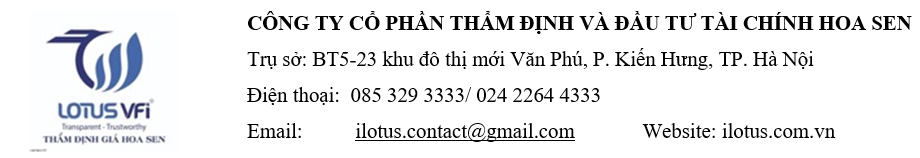 LOTUS VFi
Transparent - Trustworthy
THẨM ĐỊNH GIÁ HOA SEN
CÔNG TY CỔ PHẦN THẨM ĐỊNH VÀ ĐẦU TƯ TÀI CHÍNH HOA SEN
Trụ sở: BT5-23 khu đô thị mới Văn Phú, P. Kiến Hưng, TP. Hà Nội
Điện thoại: 085 329 3333/ 024 2264 4333
Email: ilotus.contact@gmail.com Website: ilotus.com.vn